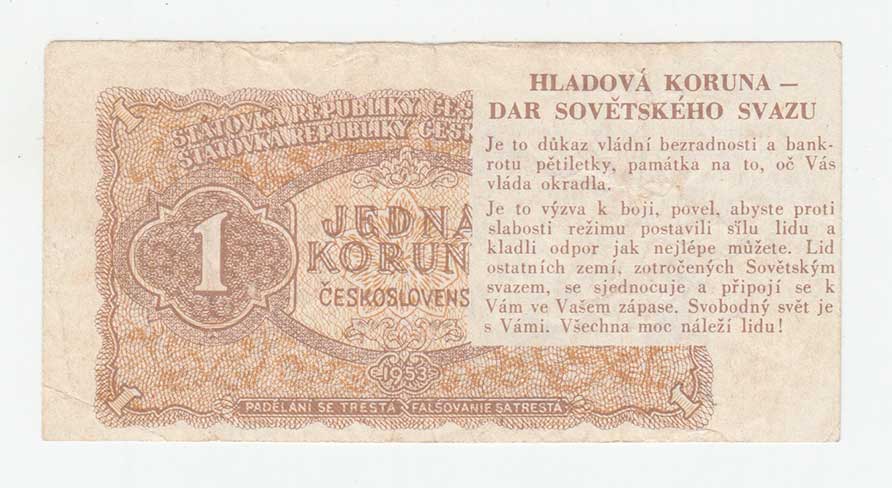 1
STÁTOVKA REPUBLIKY ČES
STÁTOVKA REPUBLIKY ČESK
1
JEDNA
KORUN
ČESKOSLOVENS
1953
1
PADĚLÁNÍ SE TRESTÁ FALŠOVANIE SA TRESTÁ
1
HLADOVÁ KORUNA —
DAR SOVĚTSKÉHO SVAZU
Je to důkaz vládní bezradnosti a bank-
rotu pětiletky, památka na to, oč Vás
vláda okradla.
Je to výzva k boji, povel, abyste proti
slabosti režimu postavili sílu lidu a
kladli odpor jak nejlépe můžete. Lid
ostatních zemí, zotročených Sovětským
svazem, se sjednocuje a připojí se k
Vám ve Vašem zápase. Svobodný svět je
s Vámi. Všechna moc náleží lidu!